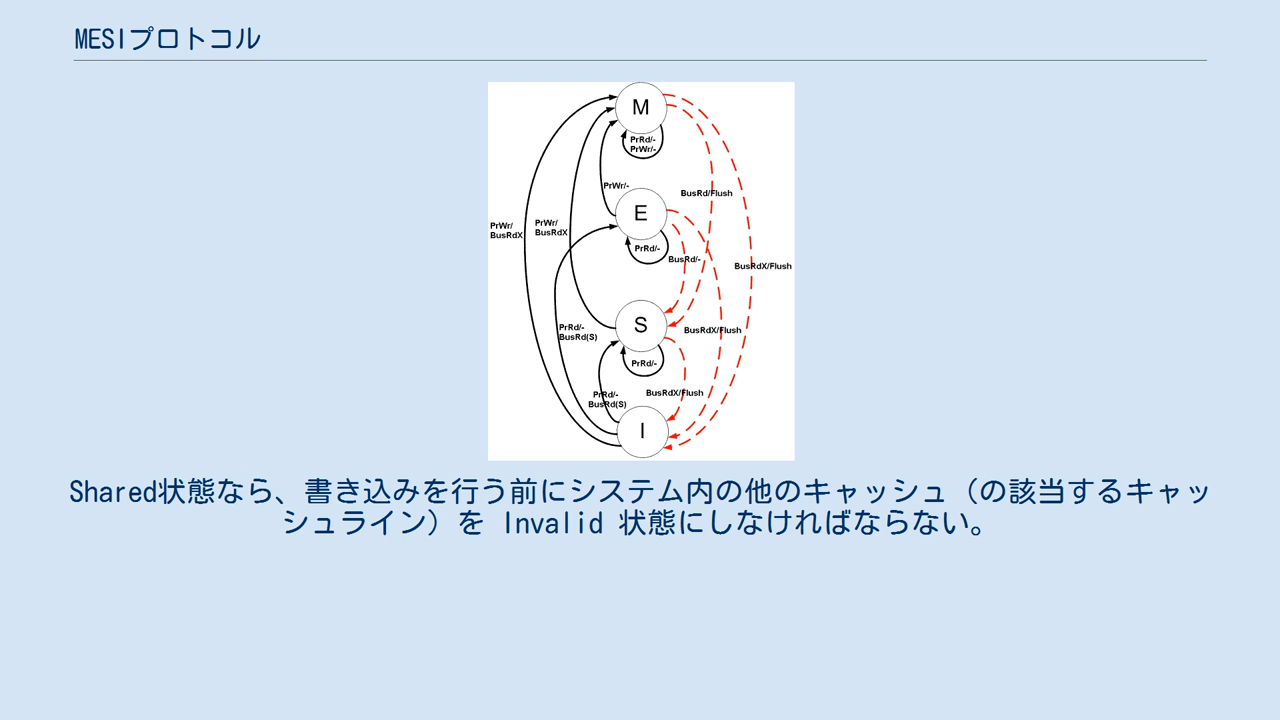 MESIプロトコル
M
PrRd/-
PrWr/-
PrWr/-
BusRd/Flush
E
PrWr/
BusRdX
PrWr/
BusRdX
PrRd/-
BusRd/-
BusRdX/Flush
S
PrRd/-
BusRd(S)
BusRdX/Flush
PrRd/-
PrRd/-
BusRd(S)
BusRdX/Flush
I
Shared状態なら、書き込みを行う前にシステム内の他のキャッシュ（の該当するキャッ
シュライン）を Invalid 状態にしなければならない。